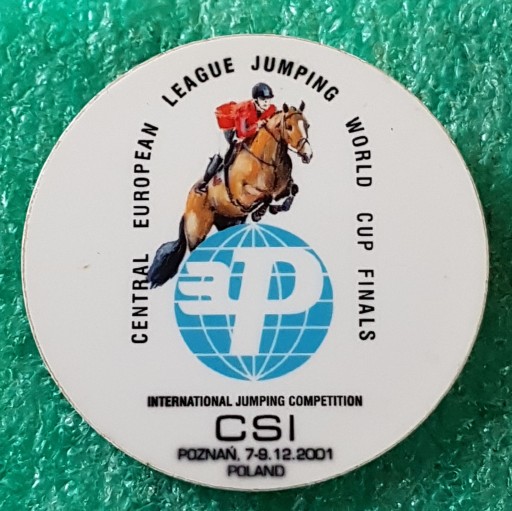 CENTRAL EUROPEAN LEAGUE JUMPING WORLD CUP FINALS
INTERNATIONAL JUMPING COMPETITION
CSI
POZNAŃ, 7-9.12.2001
POLAND